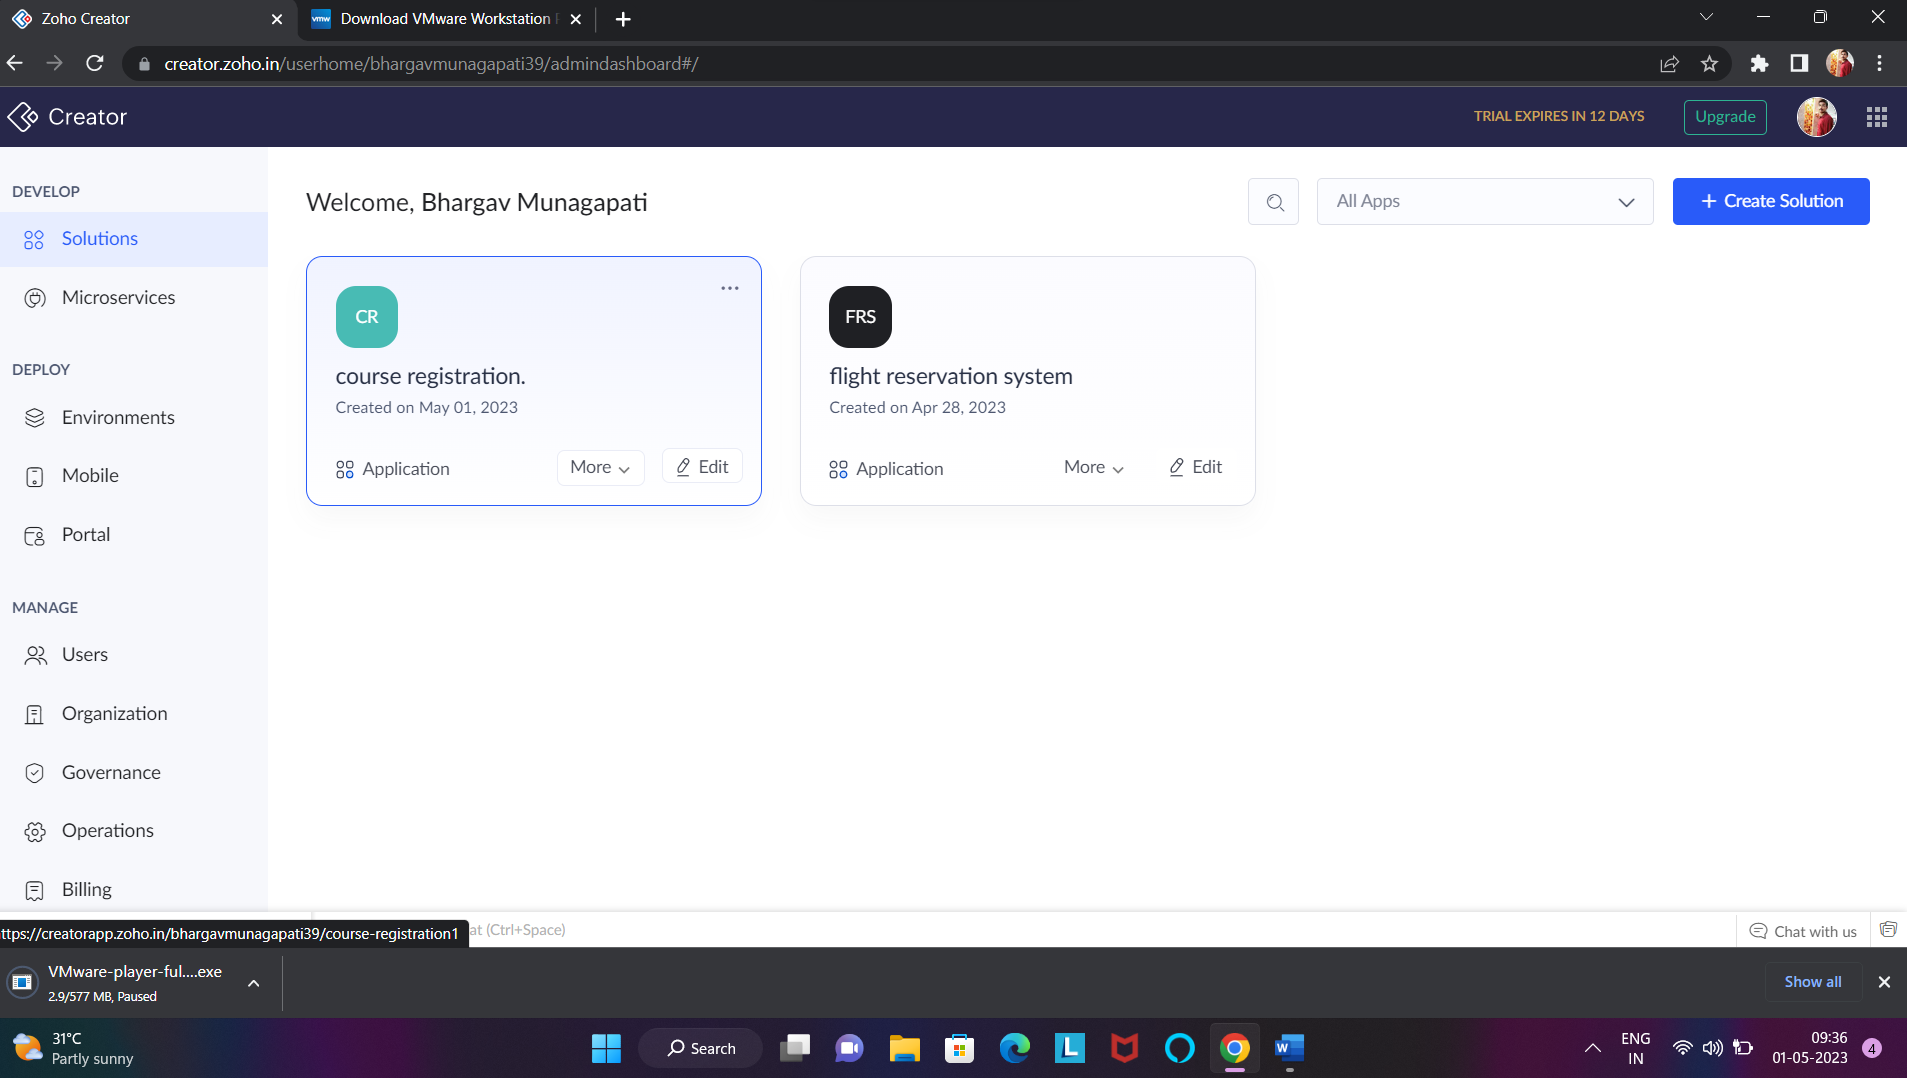 Zoho Creator
Download VMware Workstation
creator.zoho.in/userhome/bhargavmunagapati39/admindashboard#/
Creator
TRIAL EXPIRES IN 12 DAYS
Upgrade
DEVELOP
Solutions
Microservices
DEPLOY
Environments
Mobile
Portal
MANAGE
Users
Organization
Governance
Operations
Billing
Welcome, Bhargav Munagapati
All Apps
+ Create Solution
CR
course registration.
Created on May 01, 2023
Application
More
Edit
FRS
flight reservation system
Created on Apr 28, 2023
Application
More
Edit
ttps://creatorapp.zoho.in/bhargavmunagapati39/course-registration1
at (Ctrl+Space)
Chat with us
VMware-player-ful....exe
2.9/577 MB, Paused
Show all
31°C
Partly sunny
Search
ENG
IN
09:36
01-05-2023
4